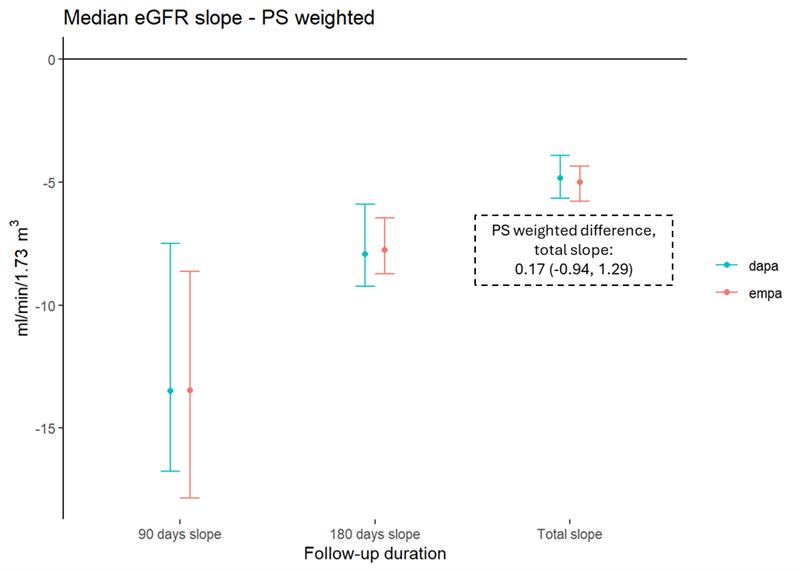 Median eGFR slope - PS weighted
0
-5
-10
-15
ml/min/1.73 m³
PS weighted difference,
total slope:
0.17 (-0.94, 1.29)
dapa
empa
90 days slope
180 days slope
Total slope
Follow-up duration